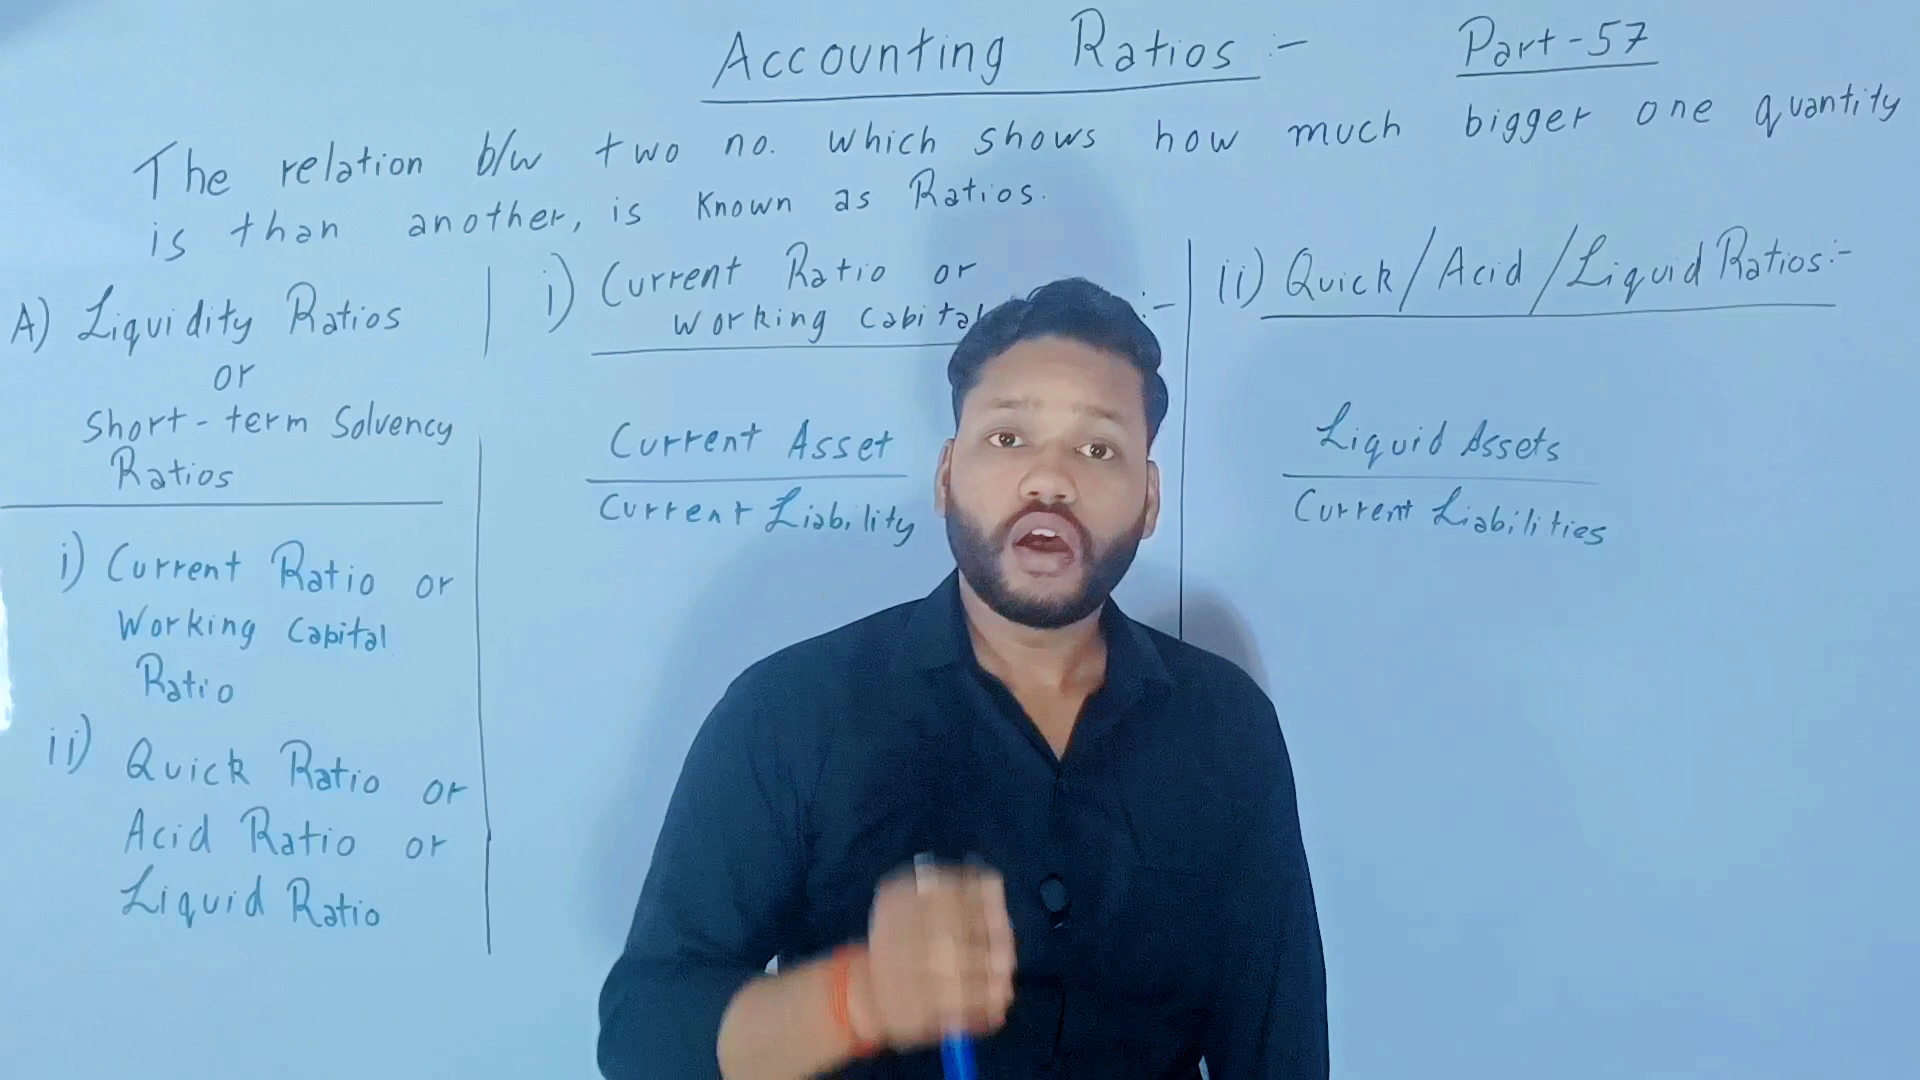 Accounting Ratios :-
Part-57
The relation b/w two no. which shows how much bigger one quantity
is than another, is Known as Ratios.
A) Liquidity Ratios
or
Short-term Solvency
Ratios
i) Current Ratio or
Working Capital
Ratio
ii) Quick Ratio or
Acid Ratio or
Liquid Ratio
i) Current Ratio or
Working Capital :-
Current Asset
Current Liability
ii) Quick/Acid/Liquid Ratios:-
Liquid Assets
Current Liabilities